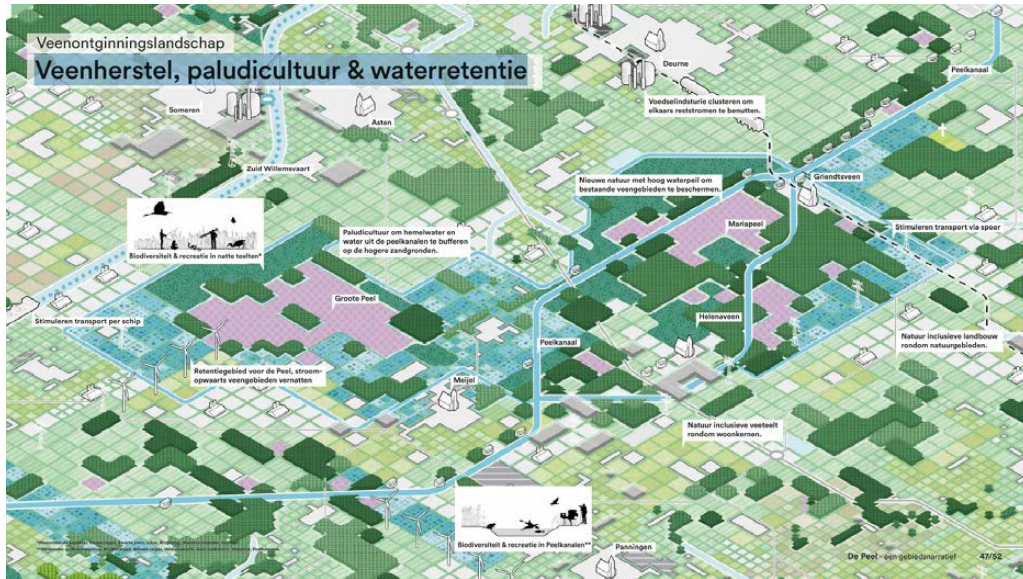 Veenontginningslandschap
Veenherstel, paludicultuur & waterretentie
Deurne
Peelkanaal
Someren
Asten
Voedselindsturie clusteren om
elkaars reststromen te benutten.
Zuid Willemsvaart
Nieuwe natuur met hoog waterpeil om
bestaande veengebieden te beschermen.
Griendtsveen
Mariapeel
Paludicultuur om hemelwater en
water uit de peelkanalen te bufferen
op de hogere zandgronden.
Stimuleren transport via spoor
Biodiversiteit & recreatie in natte teelten*
Groote Peel
Stimuleren transport per schip
Helenaveen
Peelkanaal
Natuur inclusieve landbouw
rondom natuurgebieden.
Retentiegebied voor de Peel, stroom-
opwaarts veengebieden vernatten
Meijel
Natuur inclusieve veeteelt
rondom woonkernen.
Biodiversiteit & recreatie in Peelkanalen**
Panningen
De Peel - een gebiedsnarratief 47/52